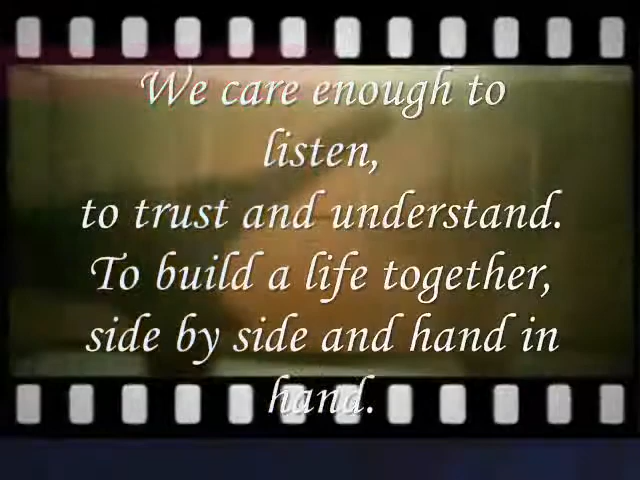 We care enough to
listen,
to trust and understand.
To build a life together,
side by side and hand in
hand.